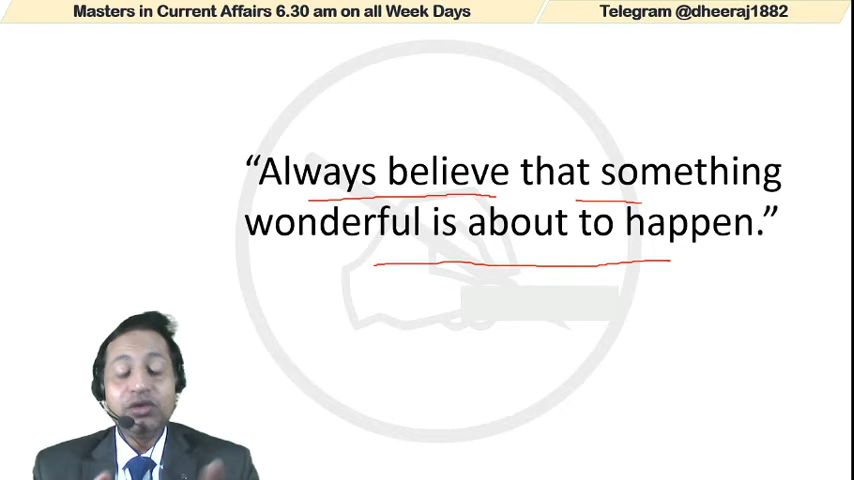 Masters in Current Affairs 6.30 am on all Week Days
Telegram @dheeraj1882
“Always believe that something
wonderful is about to happen.”